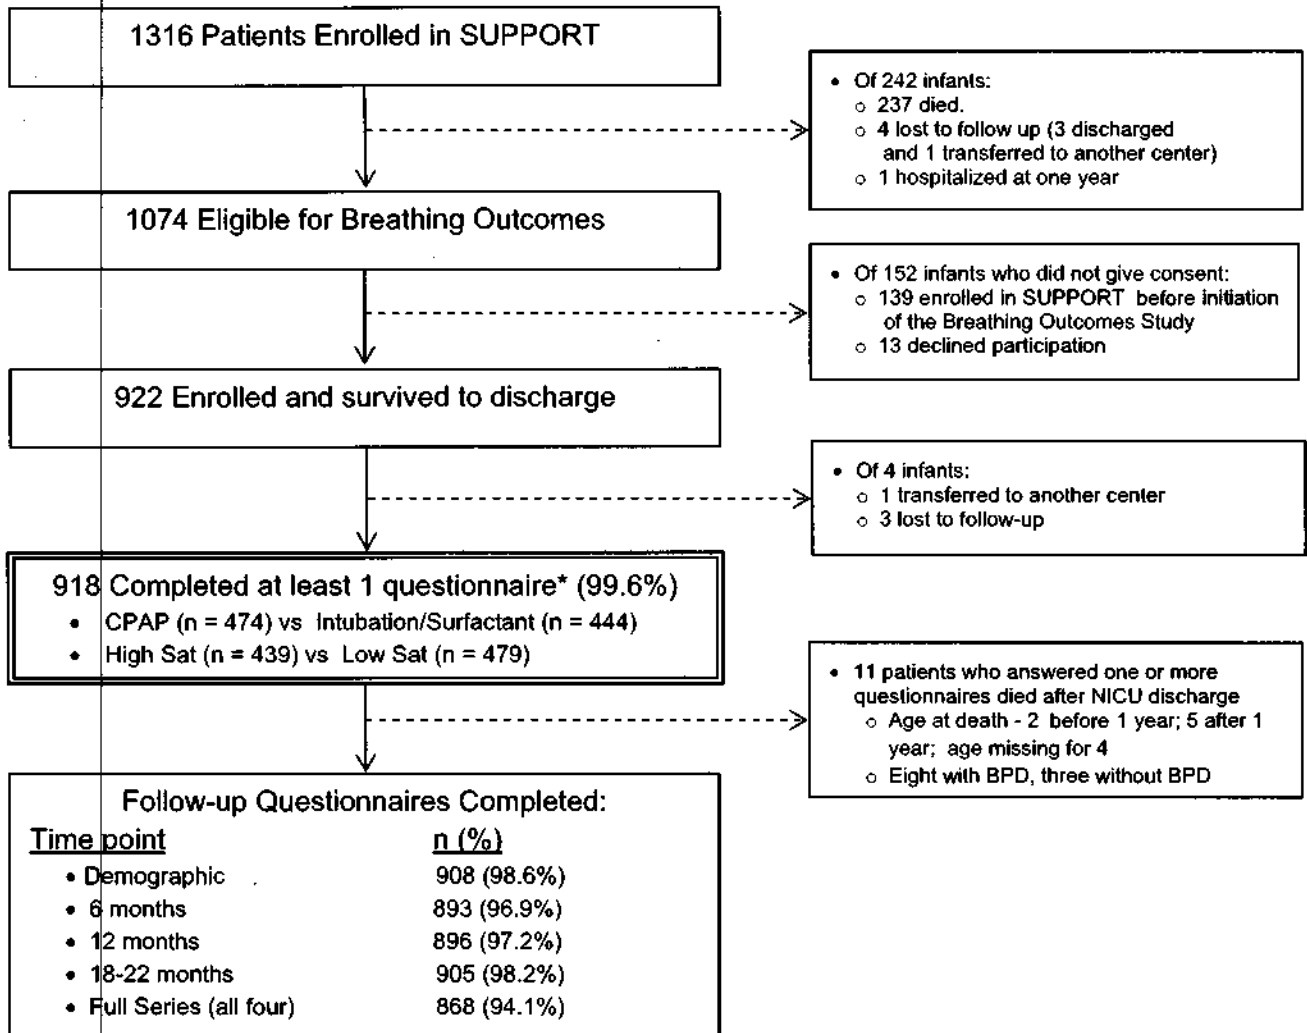 1316 Patients Enrolled in SUPPORT
• Of 242 infants:
o 237 died.
o 4 lost to follow up (3 discharged
and 1 transferred to another center)
o 1 hospitalized at one year
1074 Eligible for Breathing Outcomes
• Of 152 infants who did not give consent:
o 139 enrolled in SUPPORT before initiation
of the Breathing Outcomes Study
o 13 declined participation
922 Enrolled and survived to discharge
• Of 4 infants:
o 1 transferred to another center
o 3 lost to follow-up
918 Completed at least 1 questionnaire* (99.6%)
• CPAP (n = 474) vs Intubation/Surfactant (n = 444)
• High Sat (n = 439) vs Low Sat (n = 479)
• 11 patients who answered one or more
questionnaires died after NICU discharge
o Age at death - 2 before 1 year; 5 after 1
year; age missing for 4
o Eight with BPD, three without BPD
Follow-up Questionnaires Completed:
Time point n (%)
• Demographic 908 (98.6%)
• 6 months 893 (96.9%)
• 12 months 896 (97.2%)
• 18-22 months 905 (98.2%)
• Full Series (all four) 868 (94.1%)